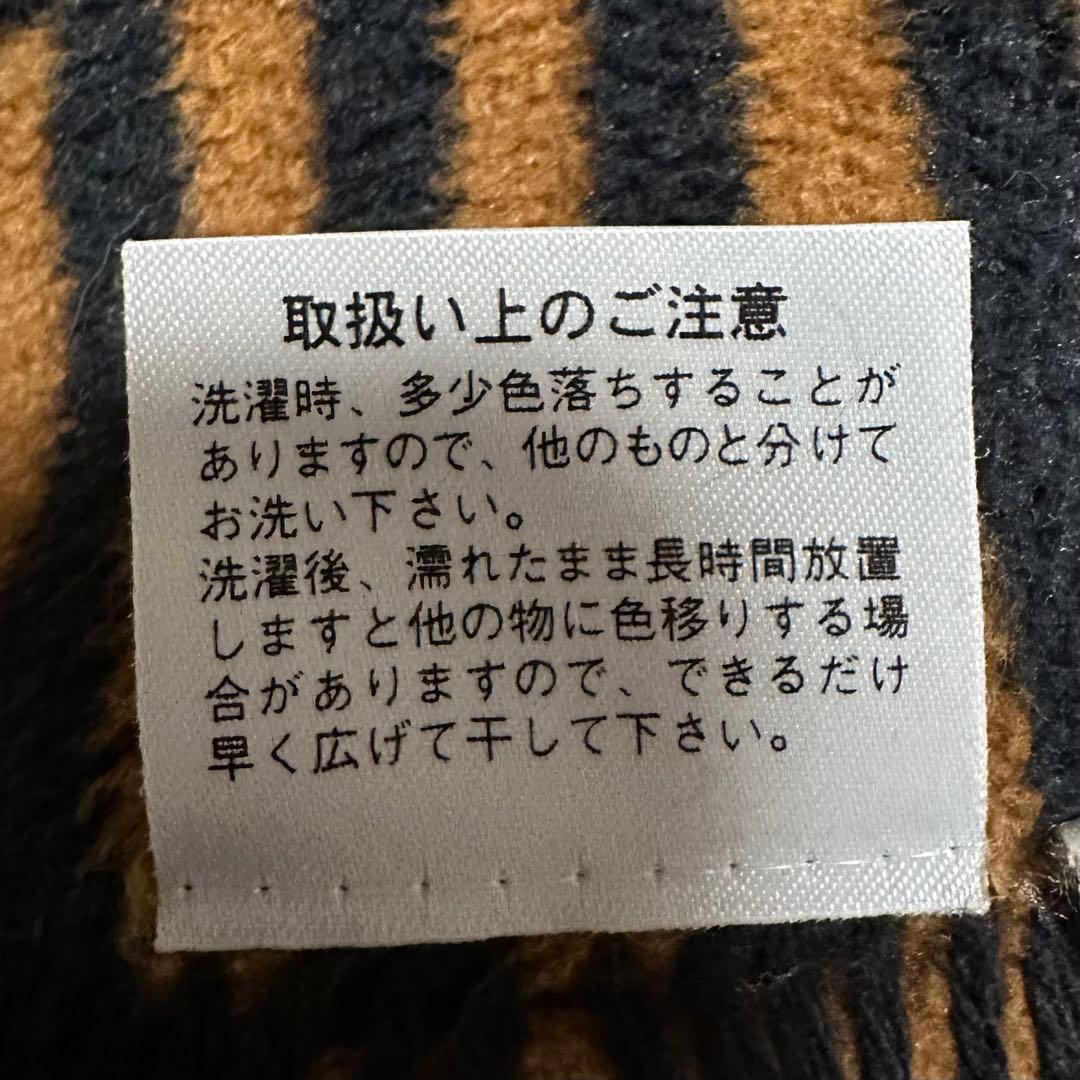 取扱い上のご注意
洗濯時、多少色落ちすることが
ありますので、他のものと分けて
お洗い下さい。
洗濯後、濡れたまま長時間放置
しますと他の物に色移りする場
合がありますので、できるだけ
早く広げて干して下さい。